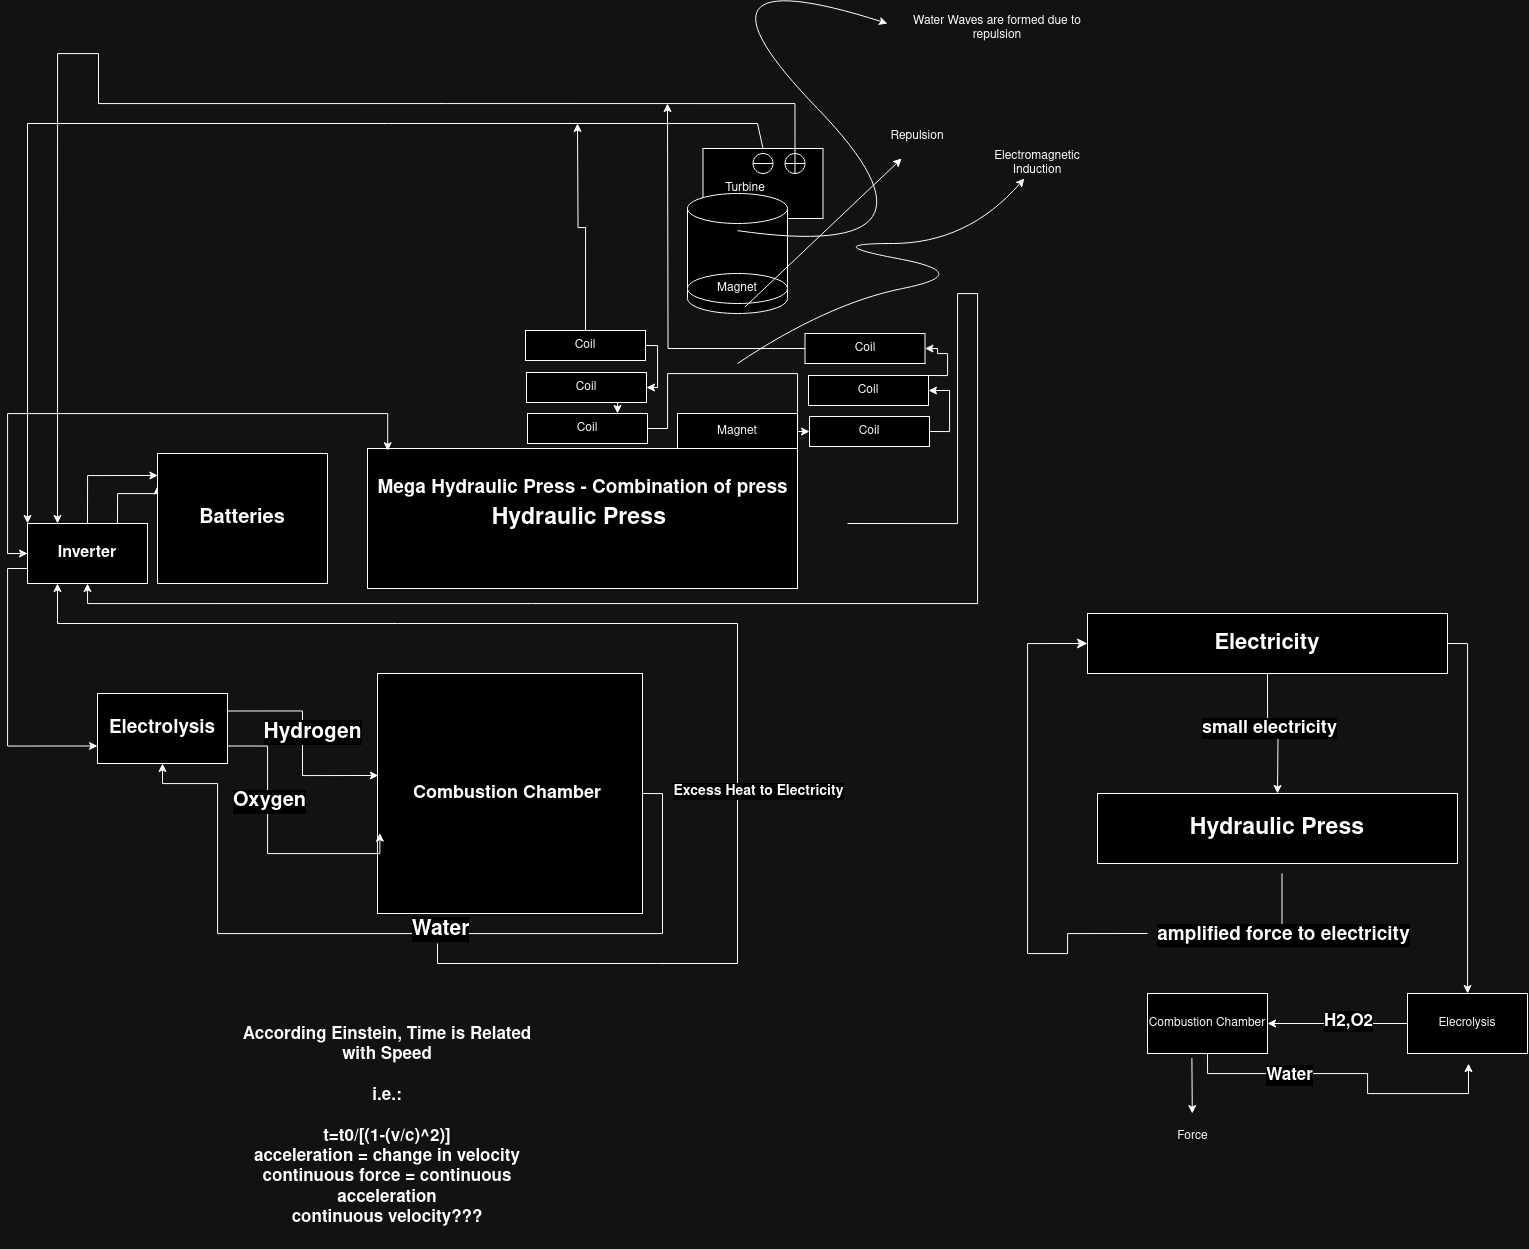 Water Waves are formed due to
repulsion
Repulsion
Electromagnetic
Induction
Turbine
Magnet
Coil
Coil
Coil
Coil
Coil
Coil
Magnet
Mega Hydraulic Press - Combination of press
Hydraulic Press
Batteries
Inverter
Electricity
small electricity
Hydraulic Press
amplified force to electricity
Electrolysis
Hydrogen
Oxygen
Combustion Chamber
Excess Heat to Electricity
Water
Combustion Chamber
H2,O2
Elecrolysis
Water
Force
According Einstein, Time is Related
with Speed
i.e.:
t=t0/[(1-(v/c)^2)]
acceleration = change in velocity
continuous force = continuous
acceleration
continuous velocity???